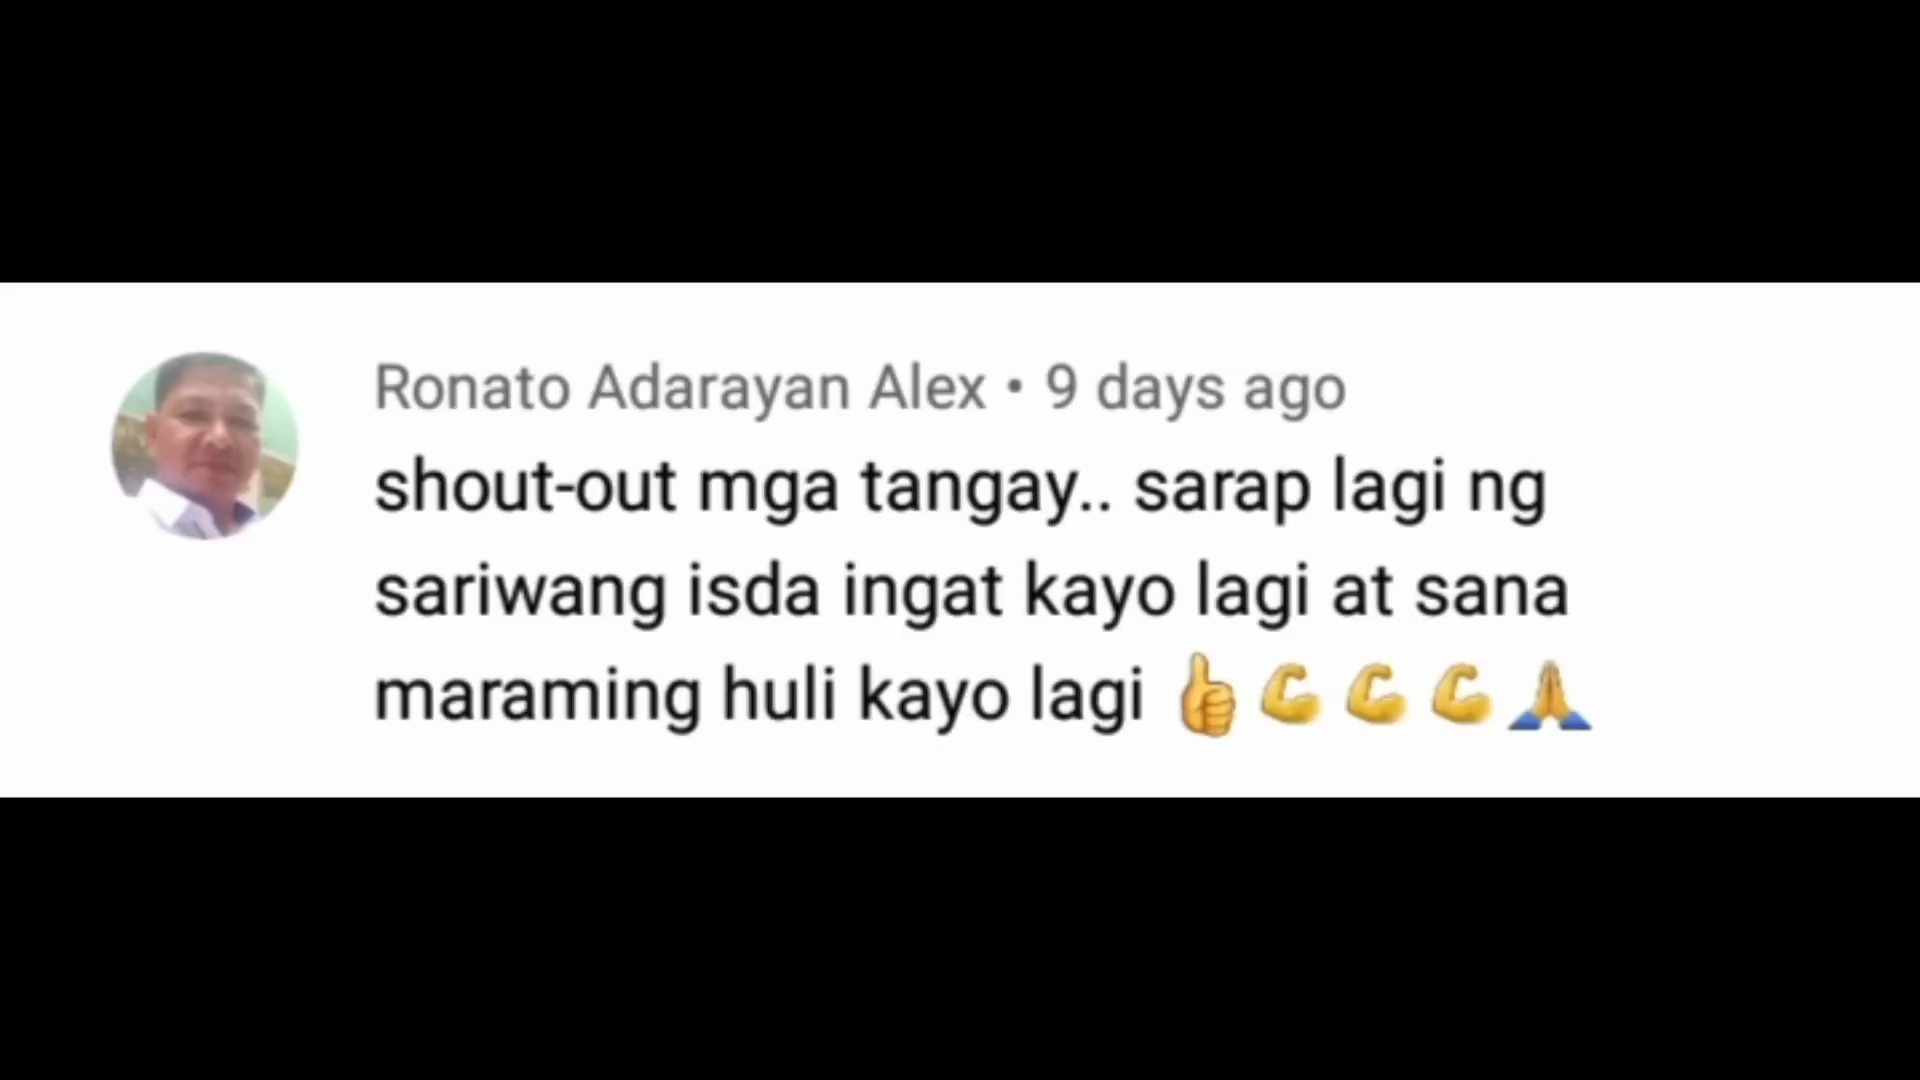 Ronato Adarayan Alex • 9 days ago
shout-out mga tangay.. sarap lagi ng
sariwang isda ingat kayo lagi at sana
maraming huli kayo lagi 👍💪💪💪🙏